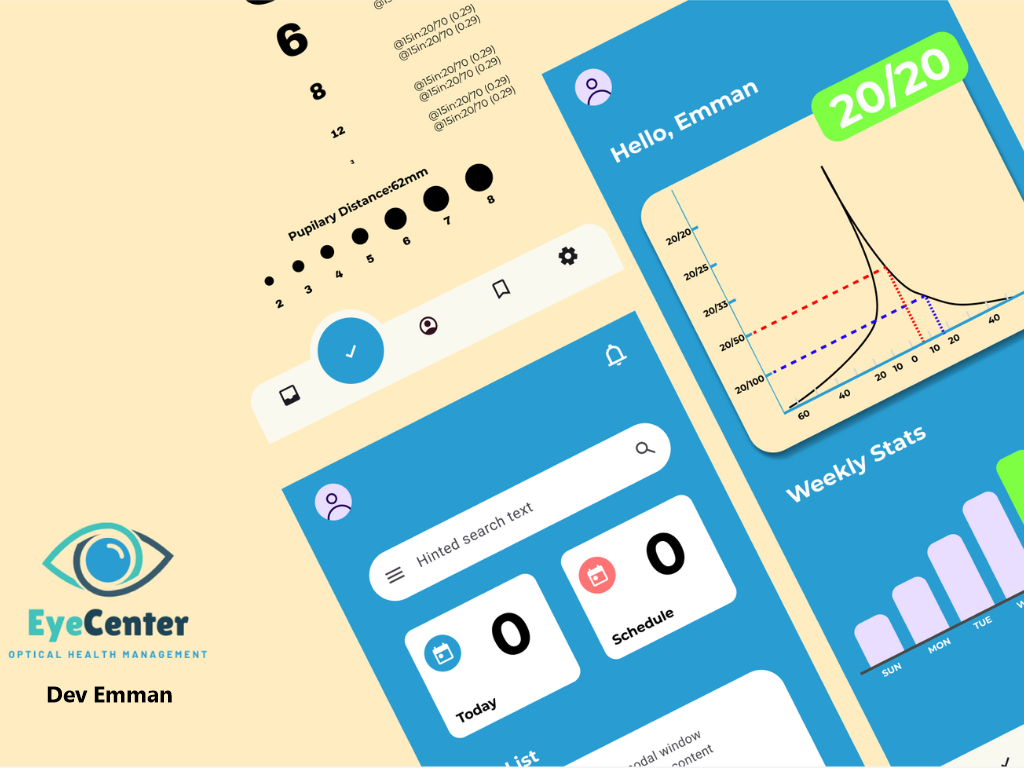 6
8
12
3
@15in:20/70 (0.29)
@15in:20/70 (0.29)
@15in:20/70 (0.29)
@15in:20/70 (0.29)
@15in:20/70 (0.29)
@15in:20/70 (0.29)
Pupilary Distance:62mm
2 3 4 5 6 7 8
Hello, Emman
20/20
20/20
20/25
20/33
20/50
20/100
60 40 20 10 0 10 20 40
Weekly Stats
SUN MON TUE
Hinted search text
0
Today
0
Schedule
List
content
EyeCenter
OPTICAL HEALTH MANAGEMENT
Dev Emman